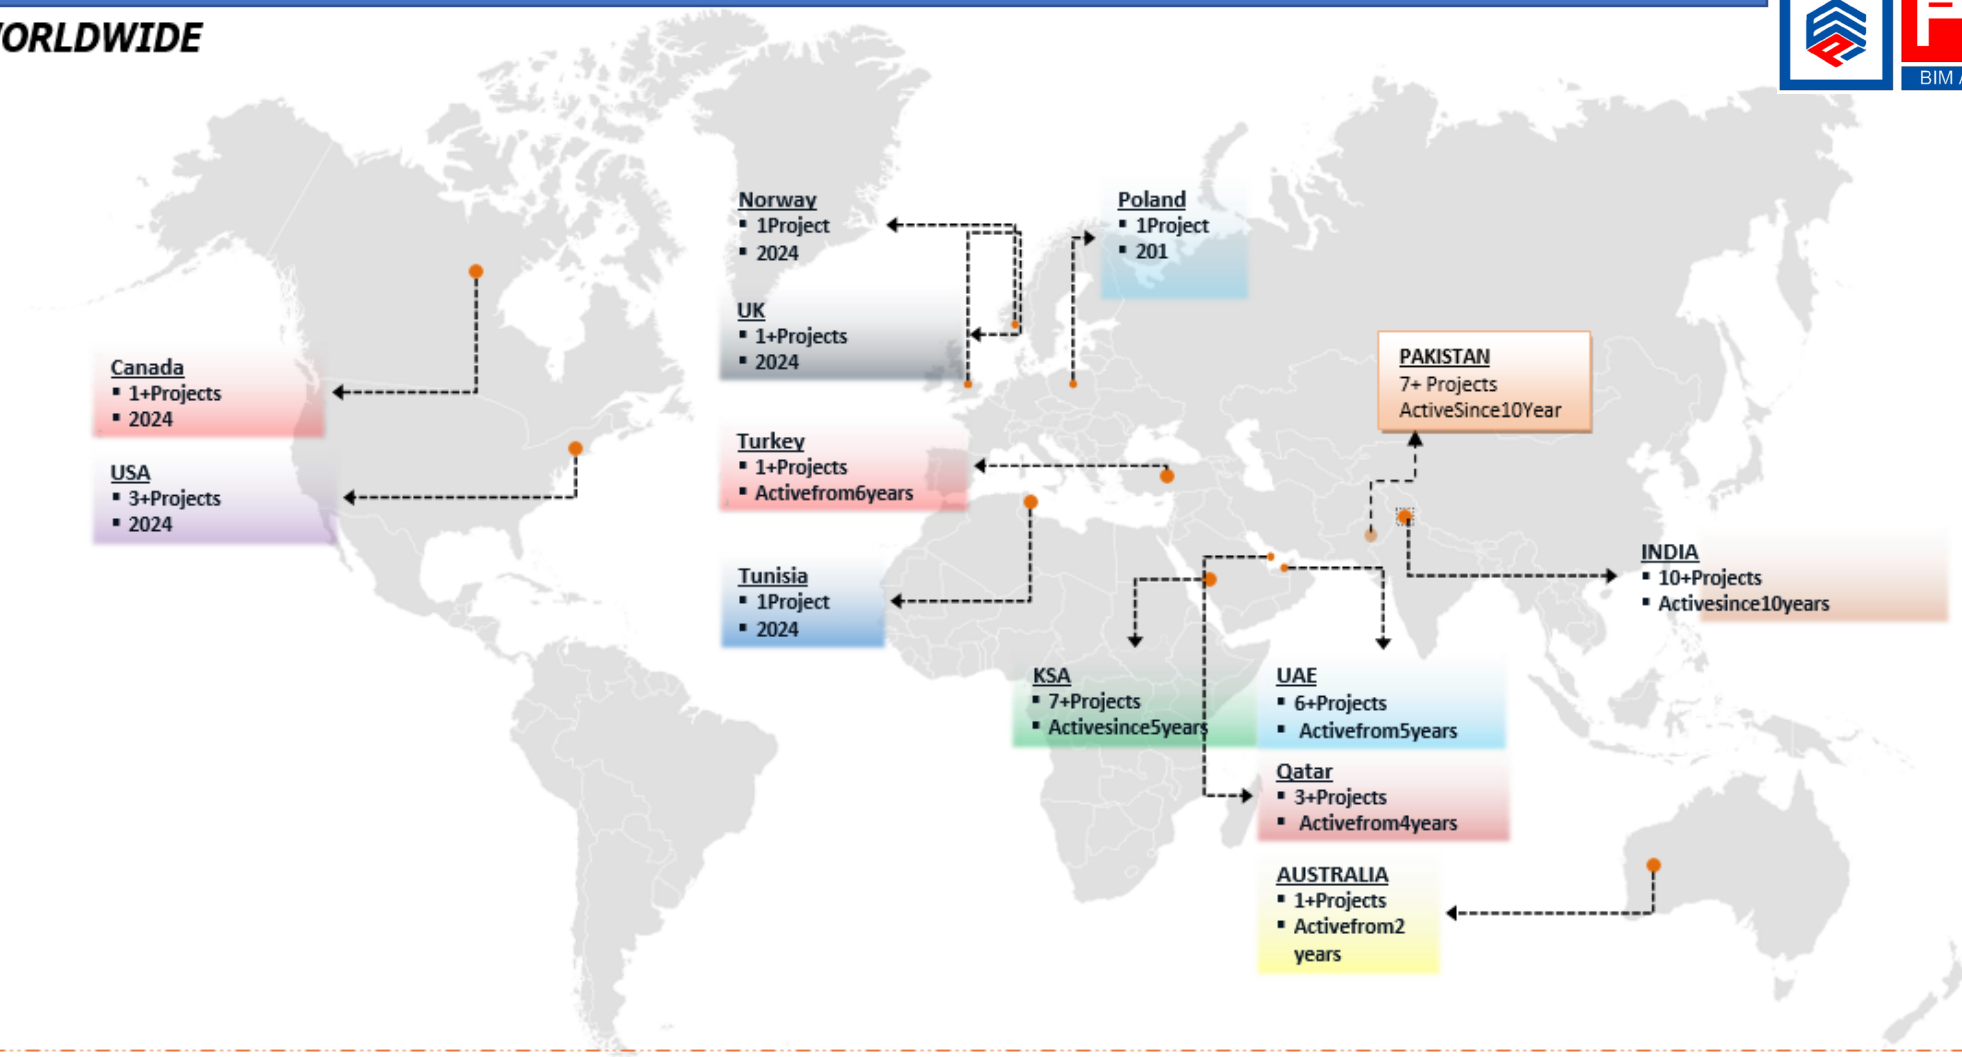 ORLDWIDE
BIM
Norway
▪ 1Project
▪ 2024
Poland
▪ 1Project
▪ 201
UK
▪ 1+Projects
▪ 2024
PAKISTAN
7+ Projects
ActiveSince10Year
Canada
▪ 1+Projects
▪ 2024
Turkey
▪ 1+Projects
▪ Activefrom6years
USA
▪ 3+Projects
▪ 2024
INDIA
▪ 10+Projects
▪ Activesince10years
Tunisia
▪ 1Project
▪ 2024
KSA
▪ 7+Projects
▪ Activesince5years
UAE
▪ 6+Projects
▪ Activefrom5years
Qatar
▪ 3+Projects
▪ Activefrom4years
AUSTRALIA
▪ 1+Projects
▪ Activefrom2
years